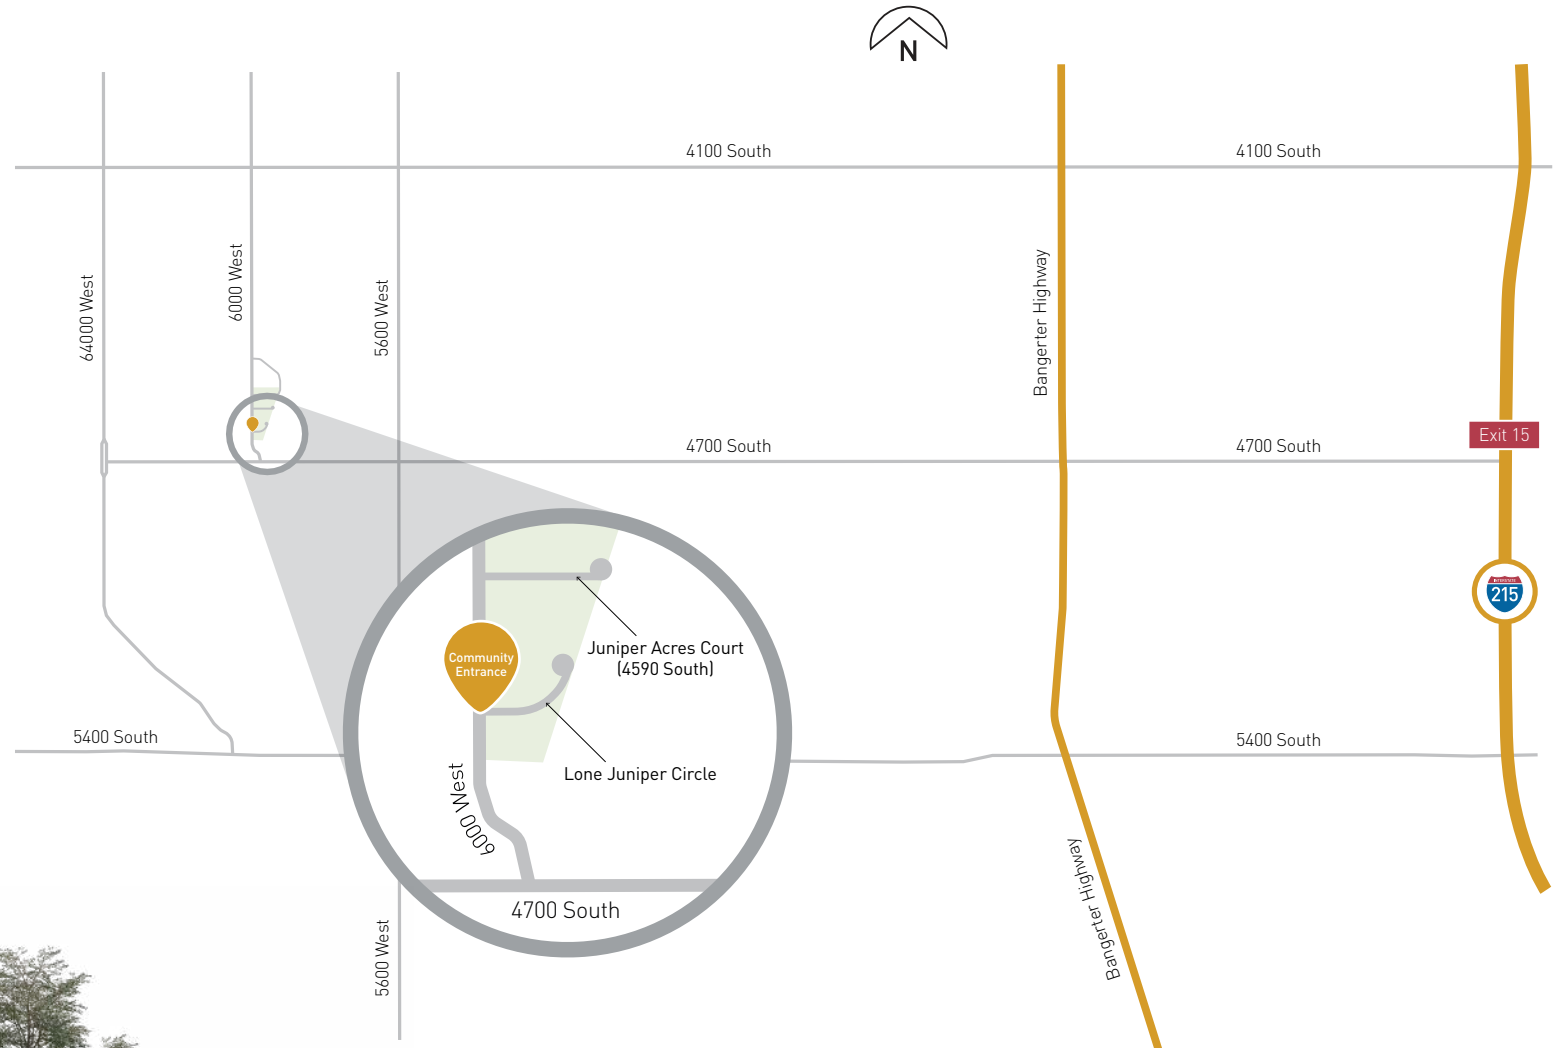 N
4100 South
4100 South
64000 West
6000 West
5600 West
Bangerter Highway
4700 South
4700 South
Exit 15
INTERSTATE
215
Juniper Acres Court
(4590 South)
Community
Entrance
Lone Juniper Circle
6000 West
4700 South
5400 South
5400 South
Bangerter Highway
5600 West